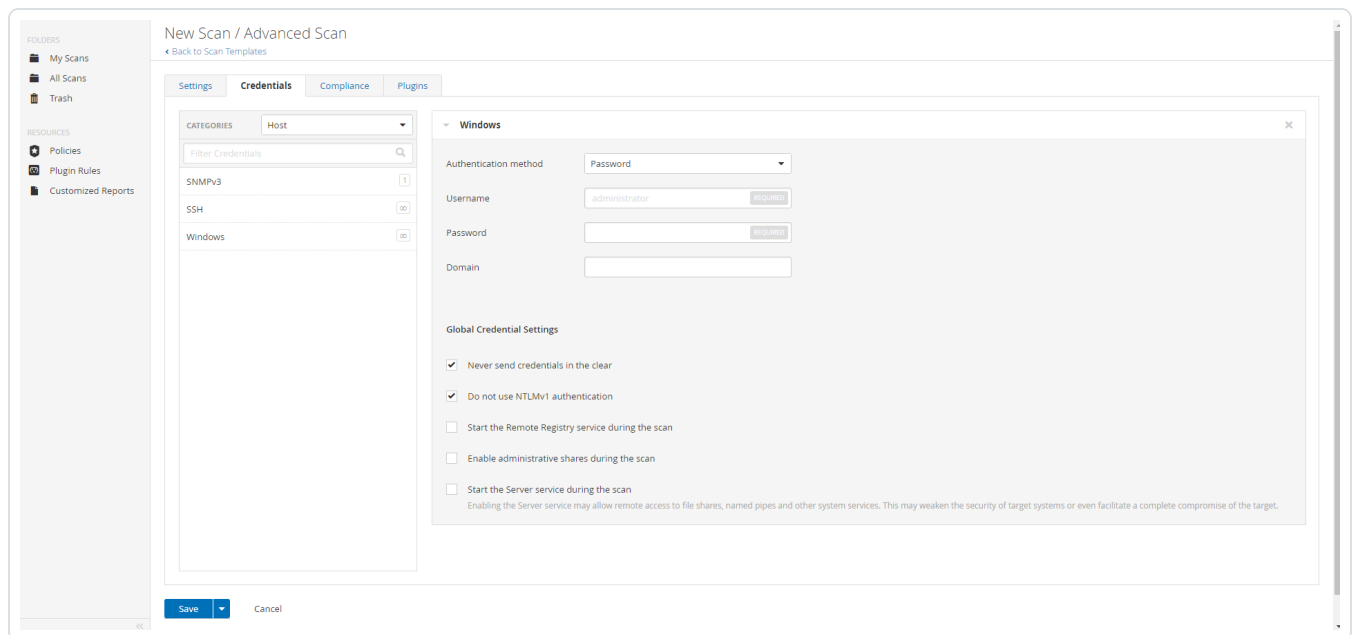 New Scan / Advanced Scan
Back to Scan Templates
FOLDERS
My Scans
All Scans
Trash
RESOURCES
Policies
Plugin Rules
Customized Reports
Settings Credentials Compliance Plugins
CATEGORIES Host
Filter Credentials
SNMPv3 1
SSH ∞
Windows ∞
Windows
Authentication method Password
Username administrator REQUIRED
Password REQUIRED
Domain
Global Credential Settings
Never send credentials in the clear
Do not use NTLMv1 authentication
Start the Remote Registry service during the scan
Enable administrative shares during the scan
Start the Server service during the scan
Enabling the Server service may allow remote access to file shares, named pipes and other system services. This may weaken the security of target systems or even facilitate a complete compromise of the target.
Save Cancel